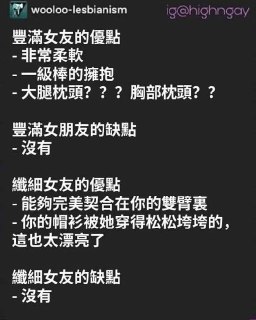 wooloo-lesbianism
ig@highngay
豐滿女友的優點
- 非常柔軟
- 一級棒的擁抱
- 大腿枕頭？？？胸部枕頭？？
豐滿女朋友的缺點
- 沒有
纖細女友的優點
- 能夠完美契合在你的雙臂裏
- 你的帽衫被她穿得松松垮垮的，
這也太漂亮了
纖細女友的缺點
- 沒有